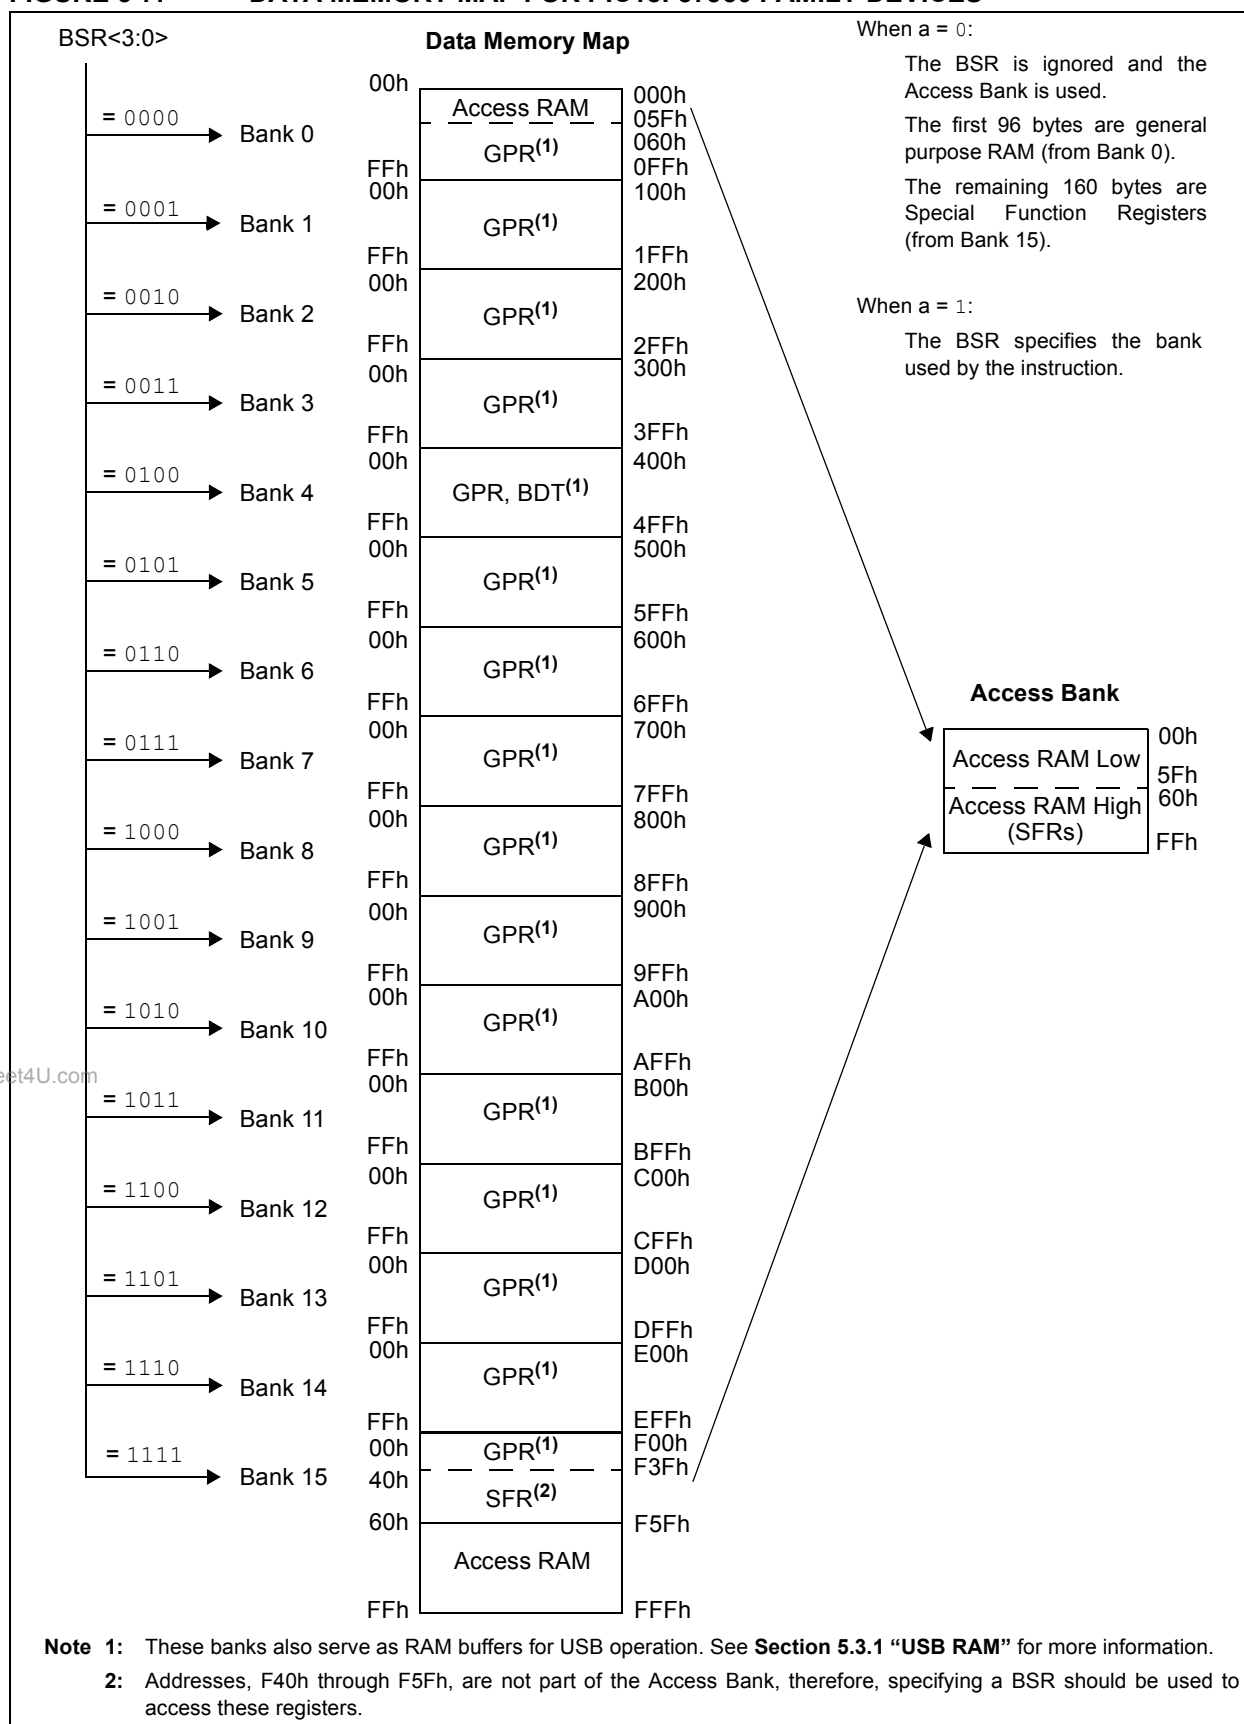 BSR<3:0>
Data Memory Map
When a = 0:
The BSR is ignored and the
Access Bank is used.
The first 96 bytes are general
purpose RAM (from Bank 0).
The remaining 160 bytes are
Special Function Registers
(from Bank 15).
When a = 1:
The BSR specifies the bank
used by the instruction.
= 0000
Bank 0
00h
Access RAM
000h
05Fh
GPR(1)
060h
FFh
0FFh
= 0001
Bank 1
00h
100h
GPR(1)
FFh
1FFh
= 0010
Bank 2
00h
200h
GPR(1)
FFh
2FFh
= 0011
Bank 3
00h
300h
GPR(1)
FFh
3FFh
= 0100
Bank 4
00h
400h
GPR, BDT(1)
FFh
4FFh
= 0101
Bank 5
00h
500h
GPR(1)
FFh
5FFh
= 0110
Bank 6
00h
600h
GPR(1)
FFh
6FFh
= 0111
Bank 7
00h
700h
GPR(1)
FFh
7FFh
= 1000
Bank 8
00h
800h
GPR(1)
FFh
8FFh
= 1001
Bank 9
00h
900h
GPR(1)
FFh
9FFh
= 1010
Bank 10
00h
A00h
GPR(1)
FFh
AFFh
eet4U.com
= 1011
Bank 11
00h
B00h
GPR(1)
FFh
BFFh
= 1100
Bank 12
00h
C00h
GPR(1)
FFh
CFFh
= 1101
Bank 13
00h
D00h
GPR(1)
FFh
DFFh
= 1110
Bank 14
00h
E00h
GPR(1)
FFh
EFFh
= 1111
Bank 15
00h
GPR(1)
F00h
F3Fh
40h
SFR(2)
60h
F5Fh
Access RAM
FFh
FFFh
Access Bank
Access RAM Low
00h
5Fh
Access RAM High
(SFRs)
60h
FFh
Note 1: These banks also serve as RAM buffers for USB operation. See Section 5.3.1 “USB RAM” for more information.
2: Addresses, F40h through F5Fh, are not part of the Access Bank, therefore, specifying a BSR should be used to
access these registers.